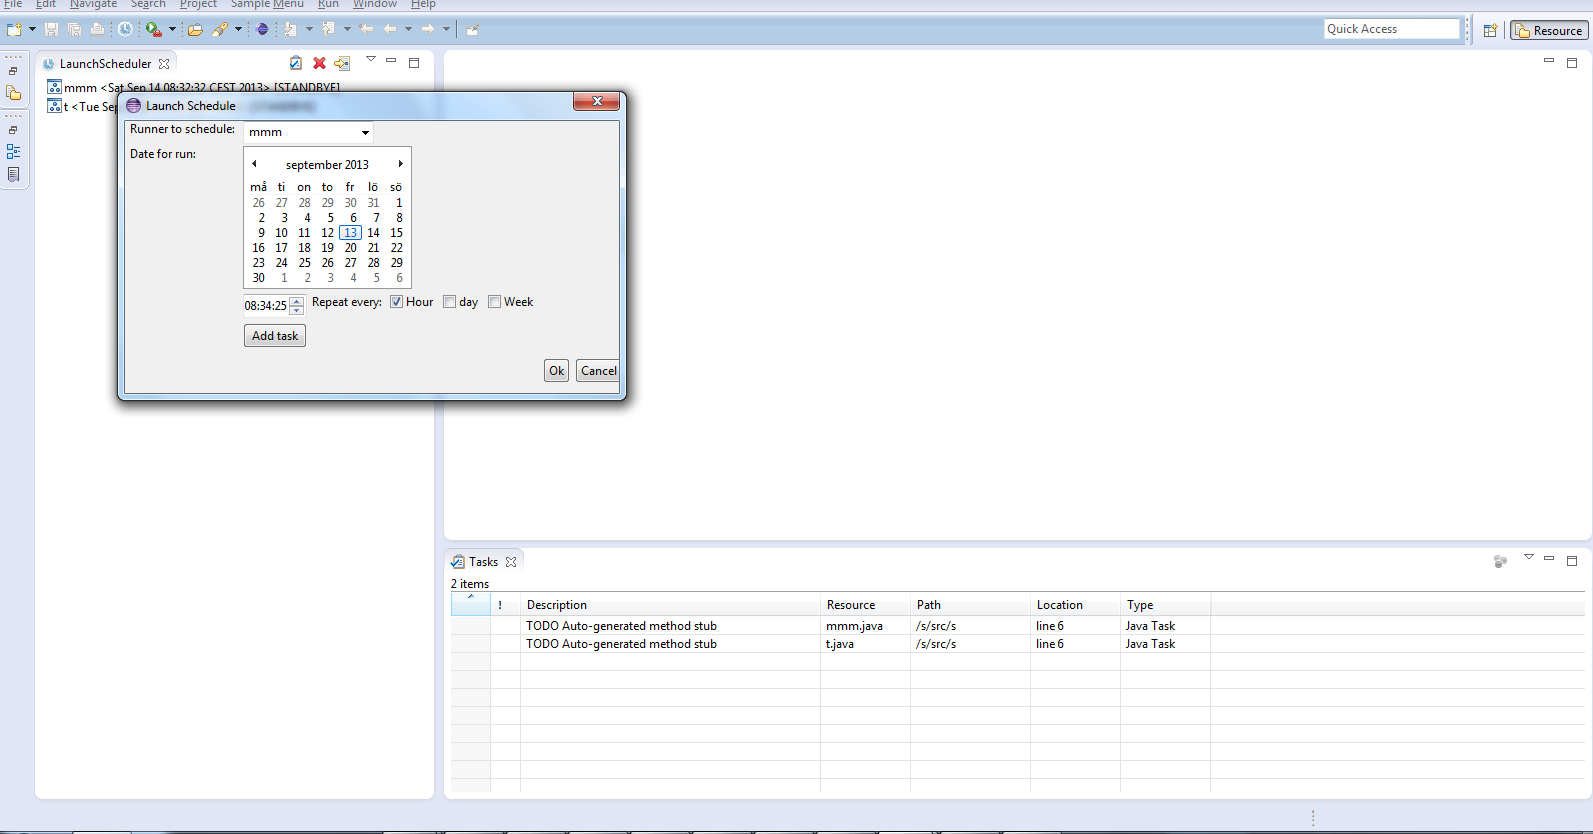 File Edit Navigate Search Project Sample Menu Run Window Help
Quick Access
Resource
LaunchScheduler
mmm <Sat Sep 14 08:32:32 CEST 2013> [STANDBY]
t <Tue Sep
Launch Schedule
Runner to schedule: mmm
Date for run:
september 2013
må ti on to fr lö sö
26 27 28 29 30 31 1
2 3 4 5 6 7 8
9 10 11 12 13 14 15
16 17 18 19 20 21 22
23 24 25 26 27 28 29
30 1 2 3 4 5 6
08:34:25 Repeat every: Hour day Week
Add task
Ok Cancel
Tasks
2 items
! Description Resource Path Location Type
TODO Auto-generated method stub mmm.java /s/src/s line 6 Java Task
TODO Auto-generated method stub t.java /s/src/s line 6 Java Task